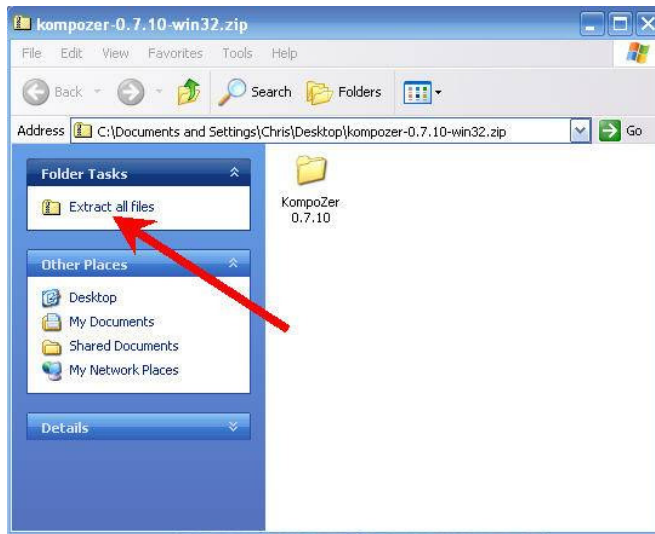 kompozer-0.7.10-win32.zip
File Edit View Favorites Tools Help
Back Search Folders
Address C:\Documents and Settings\Chris\Desktop\kompozer-0.7.10-win32.zip Go
Folder Tasks
Extract all files
KompoZer
0.7.10
Other Places
Desktop
My Documents
Shared Documents
My Network Places
Details